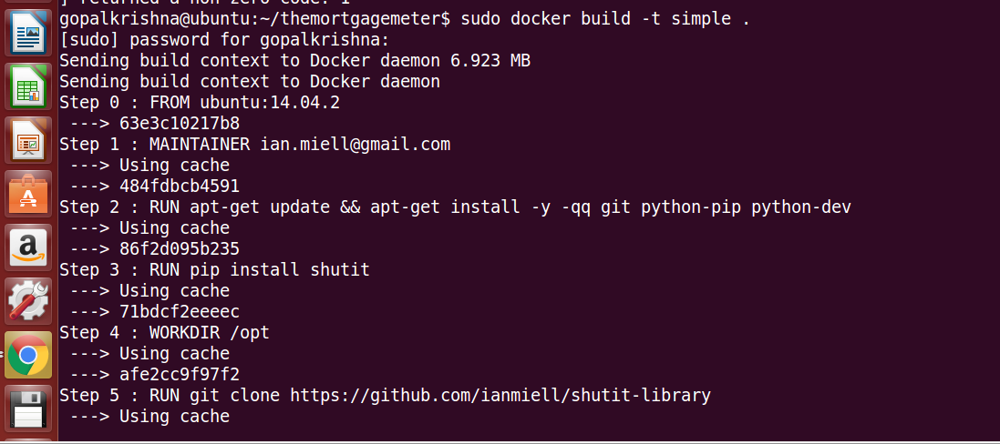 ] returned a non-zero code: 1
gopalkrishna@ubuntu:~/themortgagemeter$ sudo docker build -t simple .
[sudo] password for gopalkrishna:
Sending build context to Docker daemon 6.923 MB
Sending build context to Docker daemon
Step 0 : FROM ubuntu:14.04.2
---> 63e3c10217b8
Step 1 : MAINTAINER ian.miell@gmail.com
---> Using cache
---> 484fdbcb4591
Step 2 : RUN apt-get update && apt-get install -y -qq git python-pip python-dev
---> Using cache
---> 86f2d095b235
Step 3 : RUN pip install shutit
---> Using cache
---> 71bdcf2eeeec
Step 4 : WORKDIR /opt
---> Using cache
---> afe2cc9f97f2
Step 5 : RUN git clone https://github.com/ianmiell/shutit-library
---> Using cache